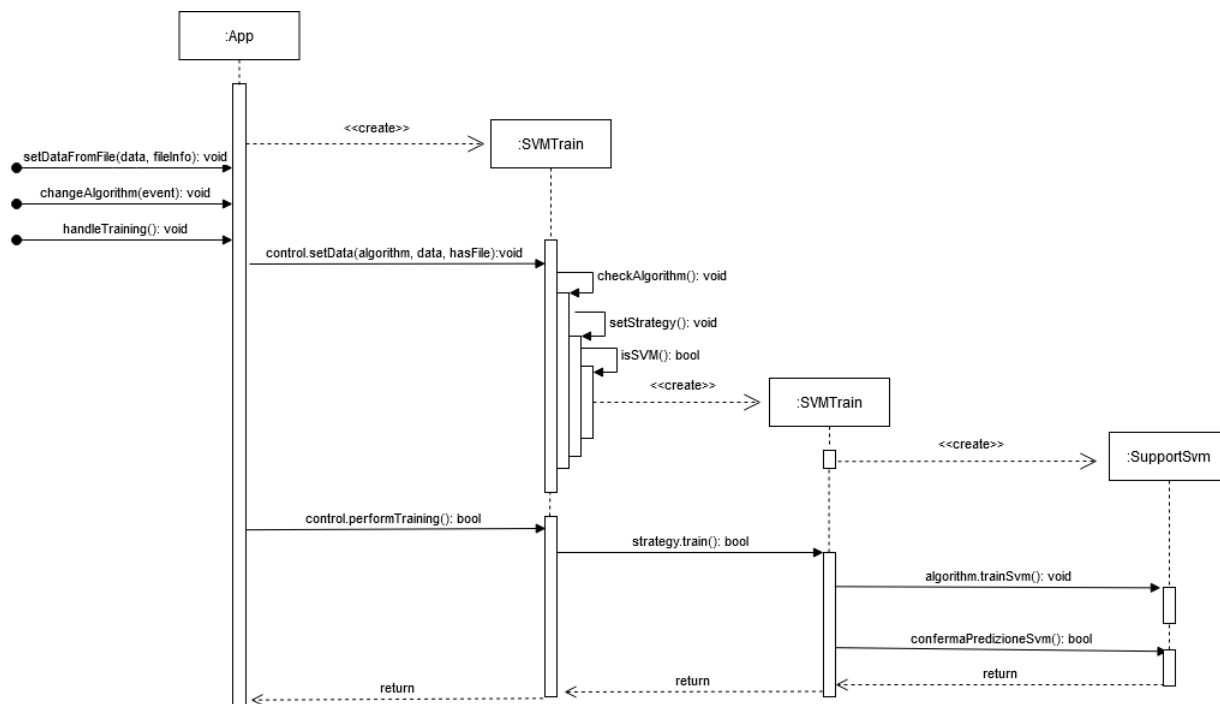 :App
<<create>>
:SVMTrain
setDataFromFile(data, fileInfo): void
changeAlgorithm(event): void
handleTraining(): void
control.setData(algorithm, data, hasFile):void
checkAlgorithm(): void
setStrategy(): void
isSVM(): bool
<<create>>
:SVMTrain
<<create>>
:SupportSvm
control.performTraining(): bool
strategy.train(): bool
algorithm.trainSvm(): void
confermaPredizioneSvm(): bool
return
return
return